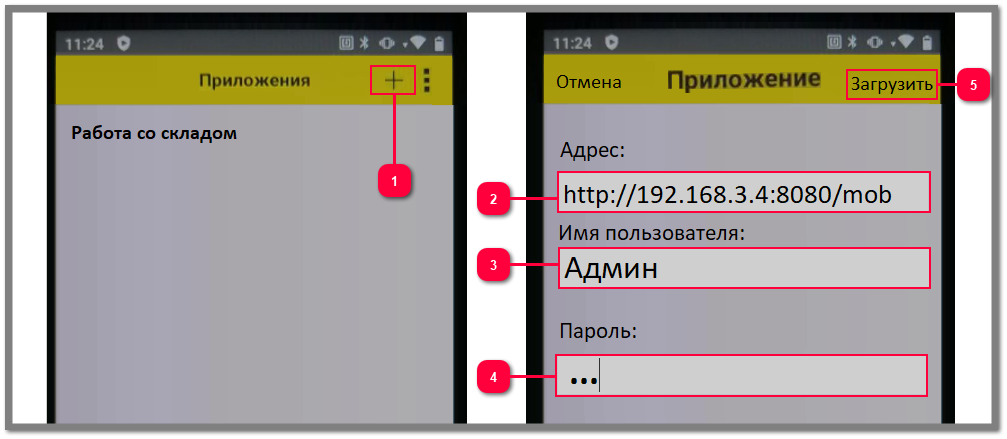 11:24
Приложения
Работа со складом
1
11:24
Отмена Приложение Загрузить
5
Адрес:
2
http://192.168.3.4:8080/mob
Имя пользователя:
3
Админ
Пароль:
4
...